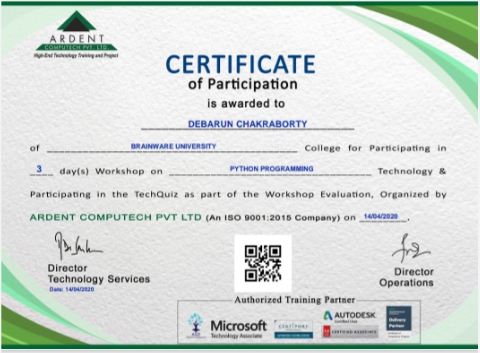 ARDENT
COMPUTECH PVT. LTD.
High-End Technology Training and Project
CERTIFICATE
of Participation
is awarded to
DEBARUN CHAKRABORTY
of BRAINWARE UNIVERSITY College for Participating in
3 day(s) Workshop on PYTHON PROGRAMMING Technology &
Participating in the TechQuiz as part of the Workshop Evaluation, Organized by
ARDENT COMPUTECH PVT LTD (An ISO 9001:2015 Company) on 14/04/2020.
Director
Technology Services
Date: 14/04/2020
Director
Operations
Authorized Training Partner
Microsoft
Technology Associate
AUTODESK
CERTIFIED ACADEMIC
Delivery
Partner